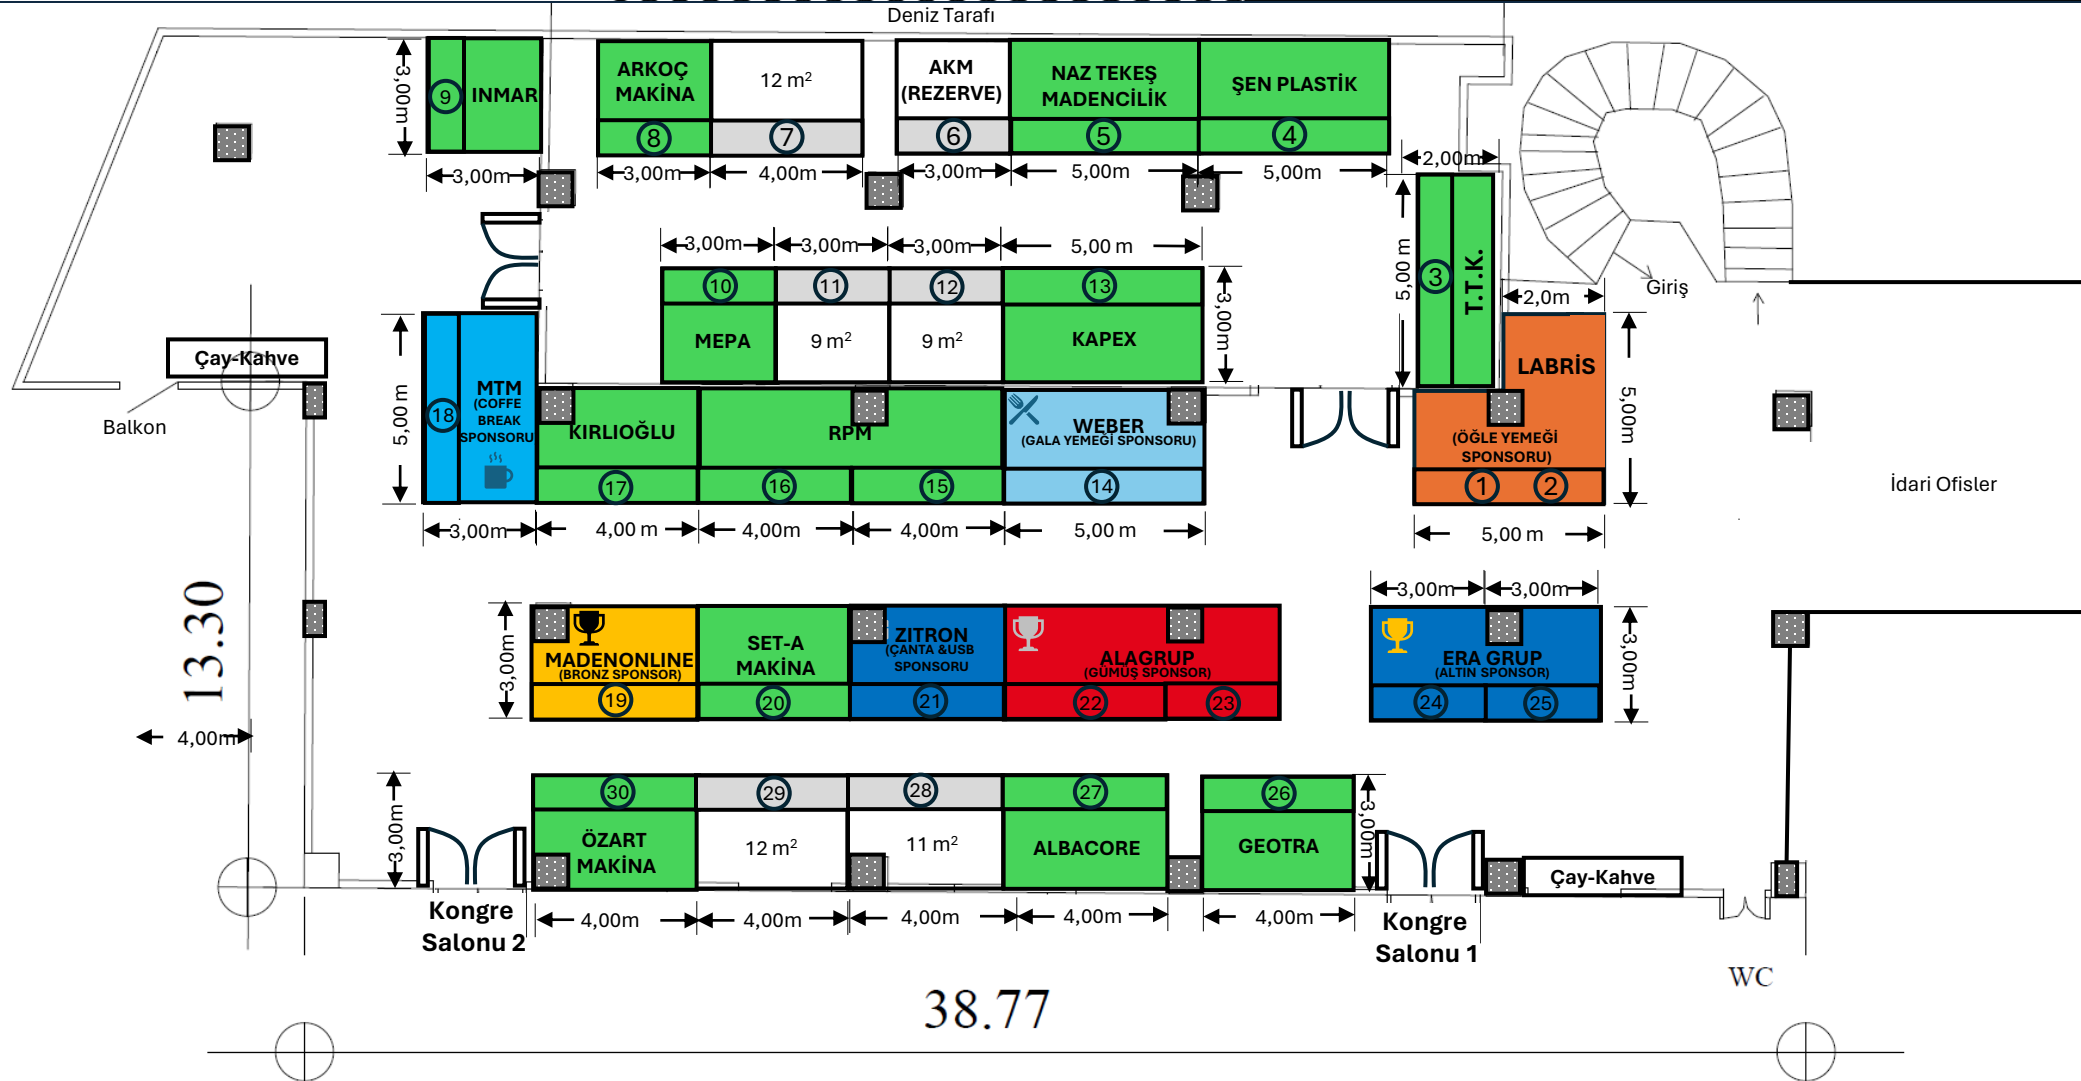 Deniz Tarafı
3,00m
9
INMAR
ARKOÇ
MAKİNA
8
12 m²
7
AKM
(REZERVE)
6
NAZ TEKEŞ
MADENCİLİK
5
ŞEN PLASTİK
4
3,00m
3,00m
4,00m
3,00m
5,00m
5,00m
2,00m
3,00m
3,00m
3,00m
5,00 m
10
11
12
13
MEPA
9 m²
9 m²
KAPEX
3,00m
5,00 m
3
T.T.K.
Giriş
2,0m
Çay-Kahve
Balkon
5,00 m
18
MTM
(COFFE
BREAK
SPONSORU)
KIRLIOĞLU
17
RPM
16
15
WEBER
(GALA YEMEĞİ SPONSORU)
14
LABRİS
(ÖĞLE YEMEĞİ
SPONSORU)
1
2
5,00m
İdari Ofisler
3,00m
4,00 m
4,00m
4,00m
5,00 m
5,00 m
3,00m
3,00m
13.30
4,00m
3,00m
MADENONLINE
(BRONZ SPONSOR)
19
SET-A
MAKİNA
20
ZITRON
(ÇANTA &USB
SPONSORU
21
ALAGRUP
(GÜMÜŞ SPONSOR)
22
23
ERA GRUP
(ALTIN SPONSOR)
24
25
3,00m
3,00m
30
ÖZART
MAKİNA
29
12 m²
28
11 m²
27
ALBACORE
26
GEOTRA
3,00m
Çay-Kahve
Kongre
Salonu 2
4,00m
4,00m
4,00m
4,00m
4,00m
Kongre
Salonu 1
WC
38.77